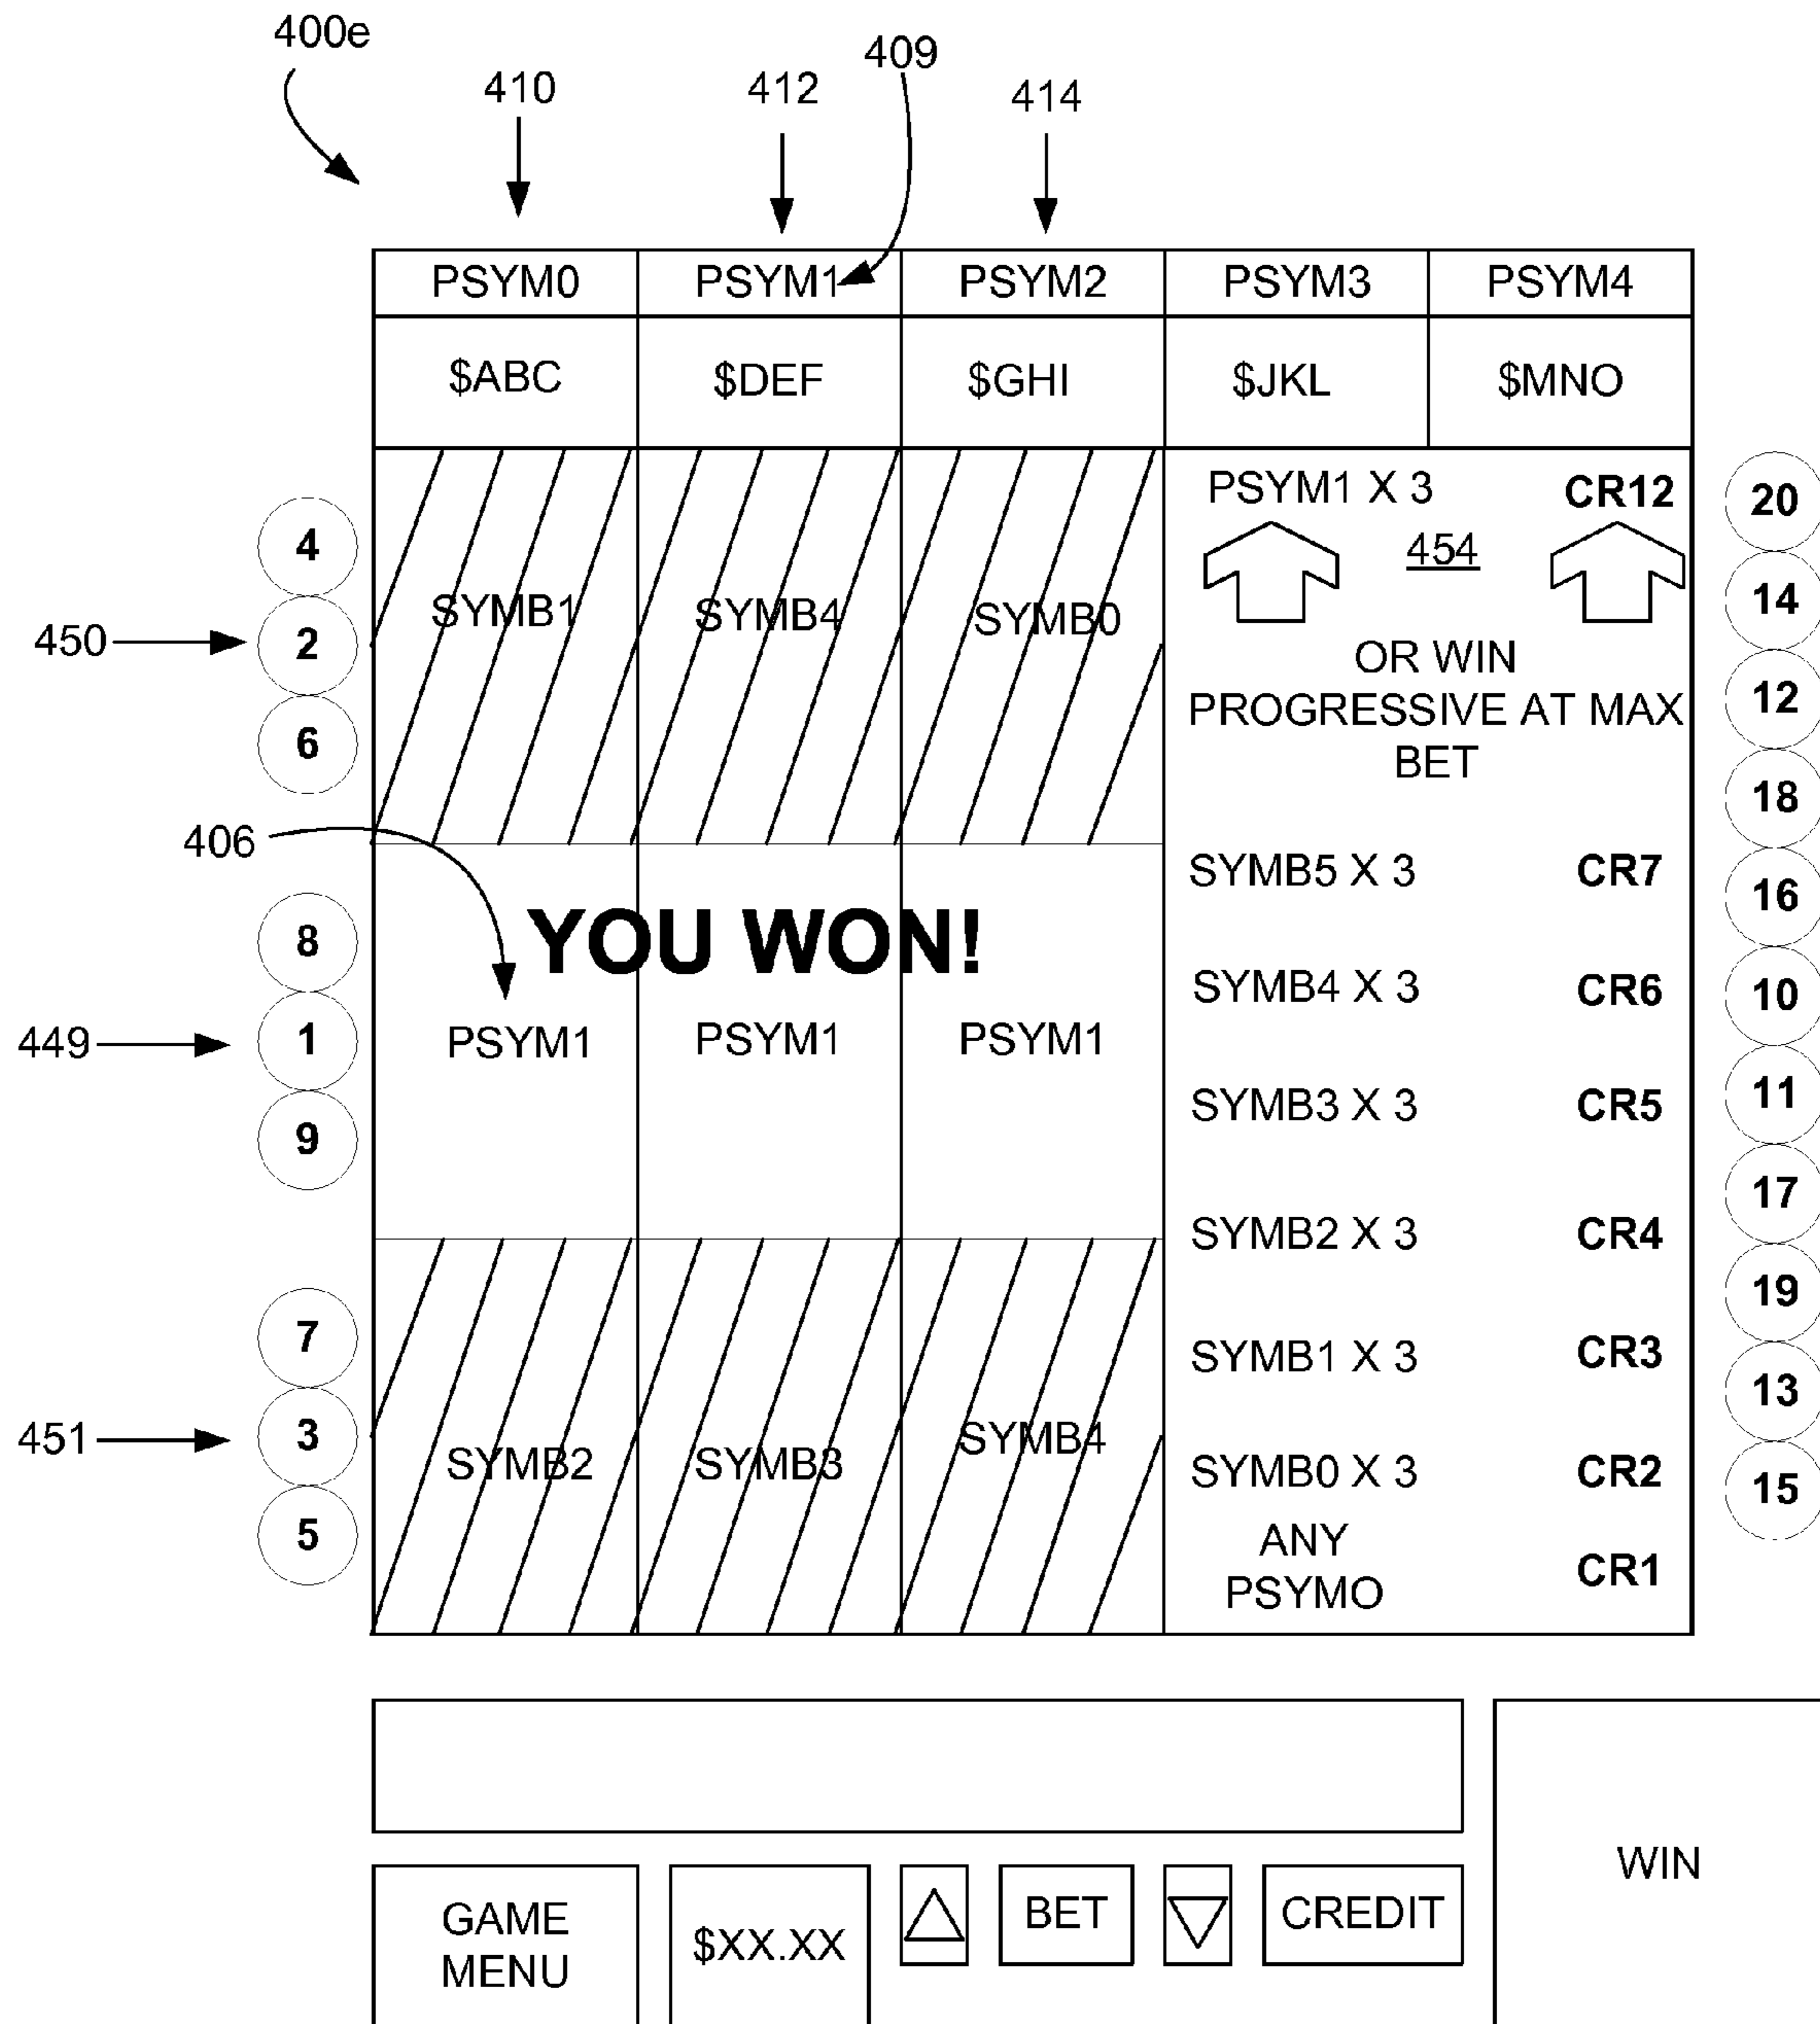 400e
409
410
412
414
PSYM0 PSYM1 PSYM2 PSYM3 PSYM4
$ABC $DEF $GHI $JKL $MNO
PSYM1 X 3 CR12
20
4
454
SYMB1 SYMB4 SYMB0
14
450
2
OR WIN
PROGRESSIVE AT MAX
BET
12
6
18
406
SYMB5 X 3 CR7
16
8
YOU WON!
SYMB4 X 3 CR6
10
449
1
PSYM1 PSYM1 PSYM1
9
SYMB3 X 3 CR5
11
17
SYMB2 X 3 CR4
19
7
SYMB1 X 3 CR3
13
451
3
SYMB2 SYMB3 SYMB4
SYMB0 X 3 CR2
15
5
ANY
PSYMO
CR1
WIN
GAME
MENU
$XX.XX
BET
CREDIT